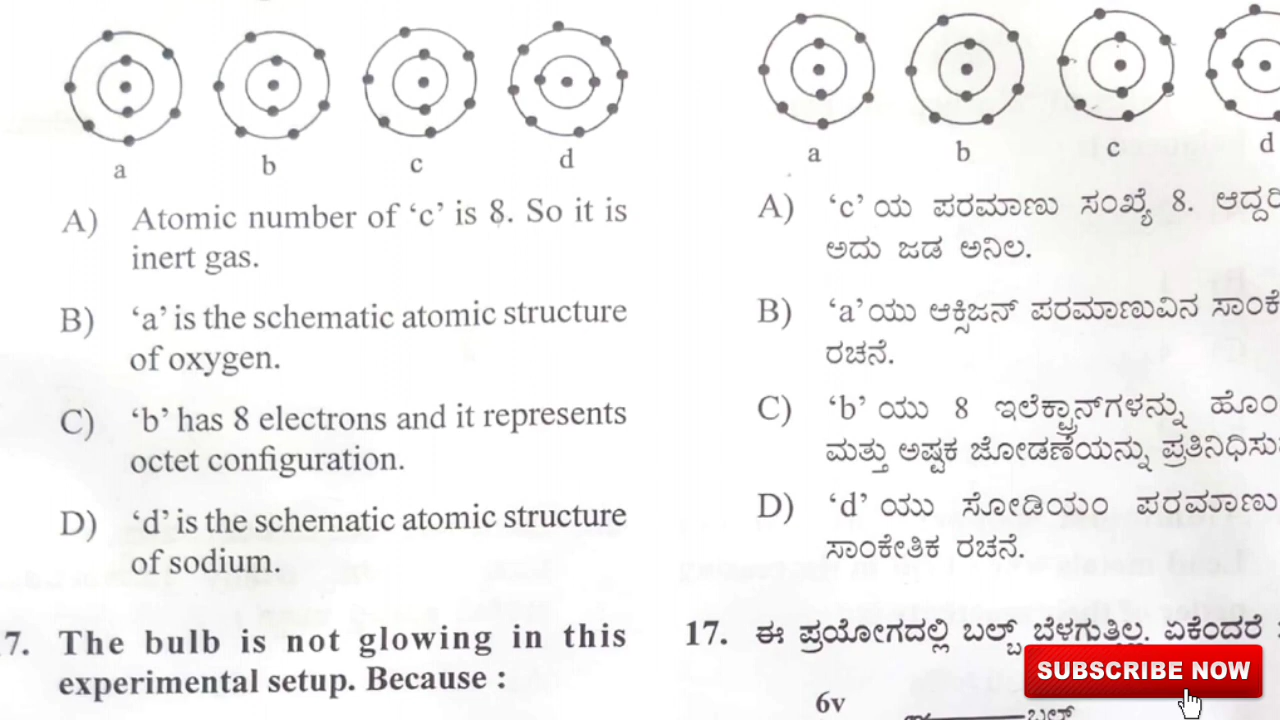 a b c d
A) Atomic number of ‘c’ is 8. So it is
inert gas.
B) ‘a’ is the schematic atomic structure
of oxygen.
C) ‘b’ has 8 electrons and it represents
octet configuration.
D) ‘d’ is the schematic atomic structure
of sodium.
7. The bulb is not glowing in this
experimental setup. Because :
a b c d
A) ‘c’ ಯ ಪರಮಾಣು ಸಂಖ್ಯೆ 8.
ಅದು ಜಡ ಅನಿಲ.
B) ‘a’ ಯು ಆಕ್ಸಿಜನ್ ಪರಮಾಣುವಿನ
ರಚನೆ.
C) ‘b’ ಯು 8 ಇಲೆಕ್ಟ್ರಾನ್‌ಗಳನ್ನು
ಮತ್ತು ಅಷ್ಟಕ ಜೋಡಣೆಯನ್ನು
D) ‘d’ ಯು ಸೋಡಿಯಂ ಪರಮಾಣು
ಸಾಂಕೇತಿಕ ರಚನೆ.
17. ಈ ಪ್ರಯೋಗದಲ್ಲಿ ಬಲ್ಬ್ ಬೆಳಗುತ್ತಿಲ್ಲ. ಏಕೆಂದರೆ
6v
ಬಲ್ಬ್
SUBSCRIBE NOW